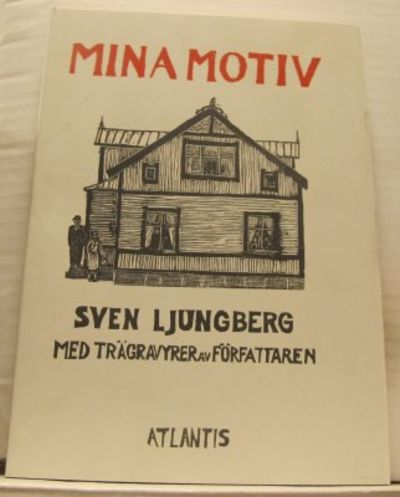 MINA MOTIV
SVEN LJUNGBERG
MED TRÄGRAVYRER AV FÖRFATTAREN
ATLANTIS